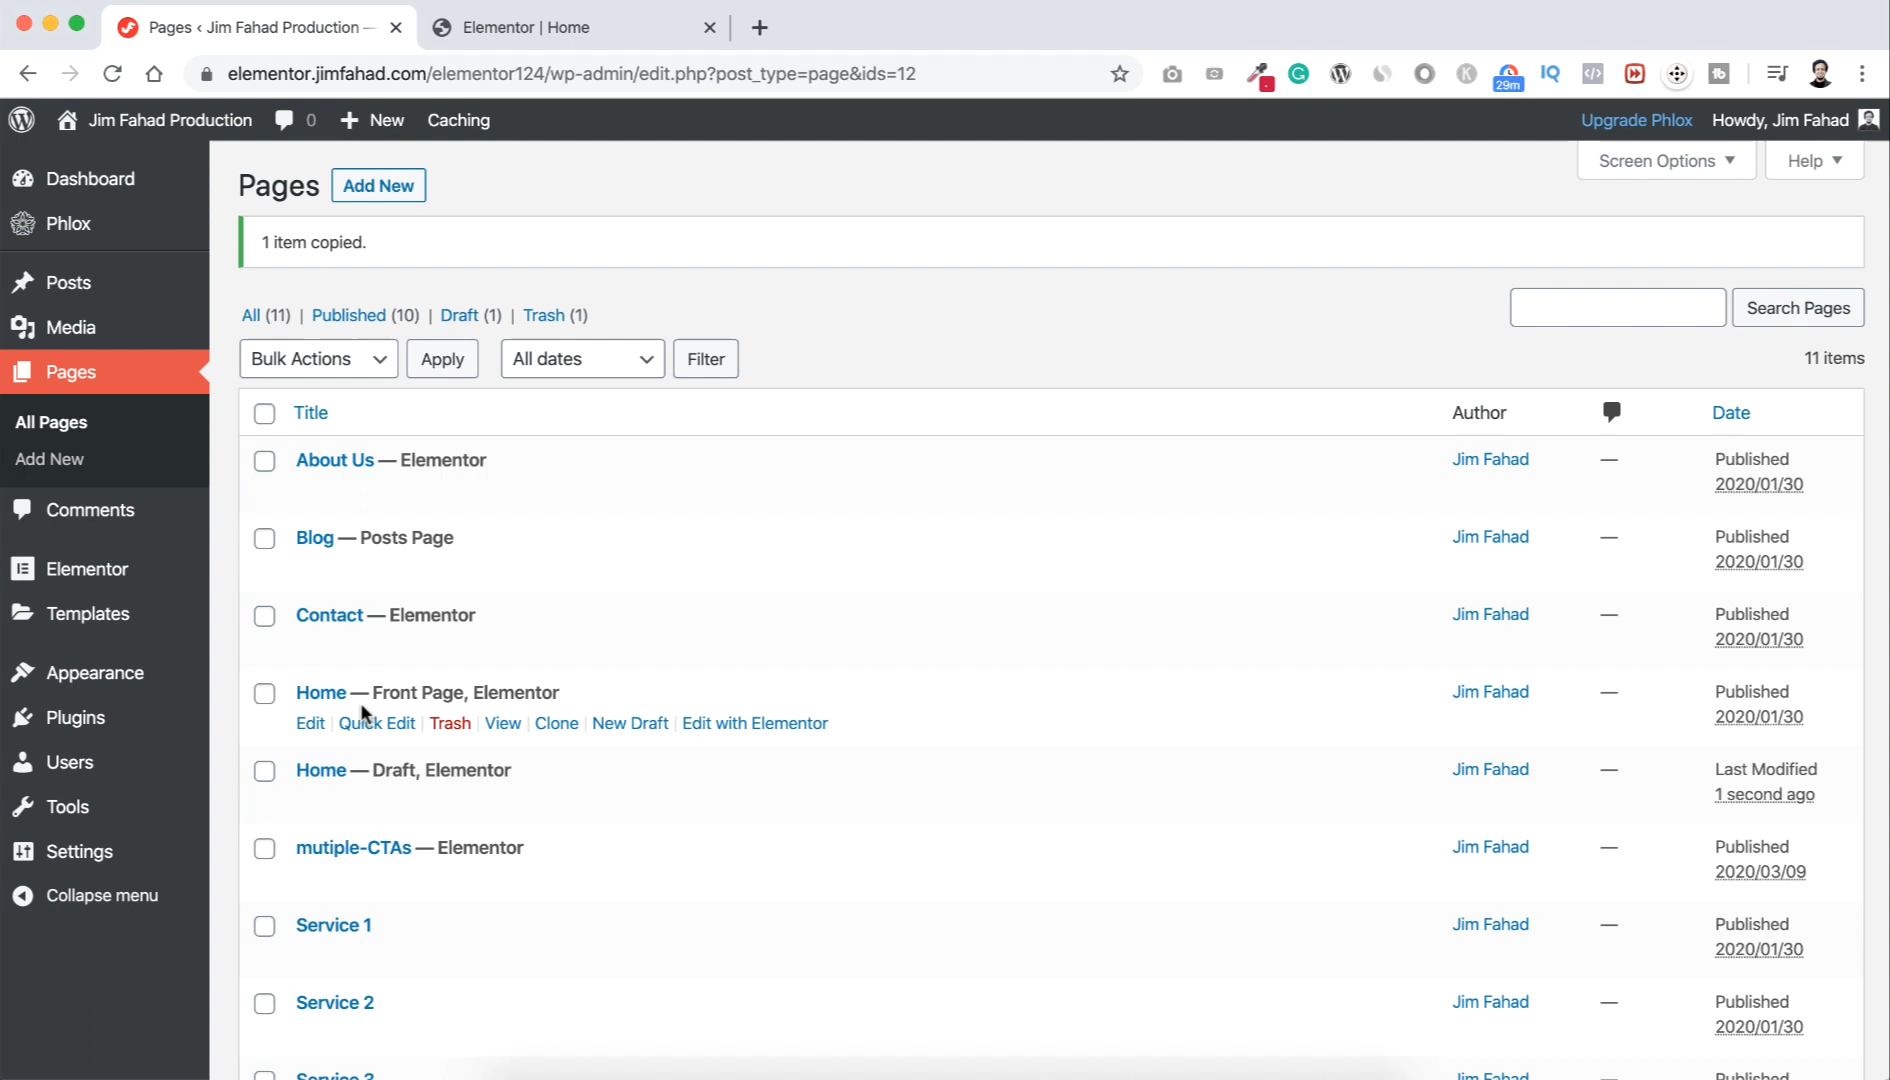 Pages ‹ Jim Fahad Production —
Elementor | Home
elementor.jimfahad.com/elementor124/wp-admin/edit.php?post_type=page&ids=12
29m
IQ
Jim Fahad Production
0
New
Caching
Upgrade Phlox
Howdy, Jim Fahad
Dashboard
Phlox
Posts
Media
Pages
All Pages
Add New
Comments
Elementor
Templates
Appearance
Plugins
Users
Tools
Settings
Collapse menu
Screen Options
Help
Pages
Add New
1 item copied.
All (11) | Published (10) | Draft (1) | Trash (1)
Search Pages
Bulk Actions
Apply
All dates
Filter
11 items
Title
Author
Date
About Us — Elementor
Jim Fahad
—
Published
2020/01/30
Blog — Posts Page
Jim Fahad
—
Published
2020/01/30
Contact — Elementor
Jim Fahad
—
Published
2020/01/30
Home — Front Page, Elementor
Edit | Quick Edit | Trash | View | Clone | New Draft | Edit with Elementor
Jim Fahad
—
Published
2020/01/30
Home — Draft, Elementor
Jim Fahad
—
Last Modified
1 second ago
mutiple-CTAs — Elementor
Jim Fahad
—
Published
2020/03/09
Service 1
Jim Fahad
—
Published
2020/01/30
Service 2
Jim Fahad
—
Published
2020/01/30
Service 3
Jim Fahad
Published